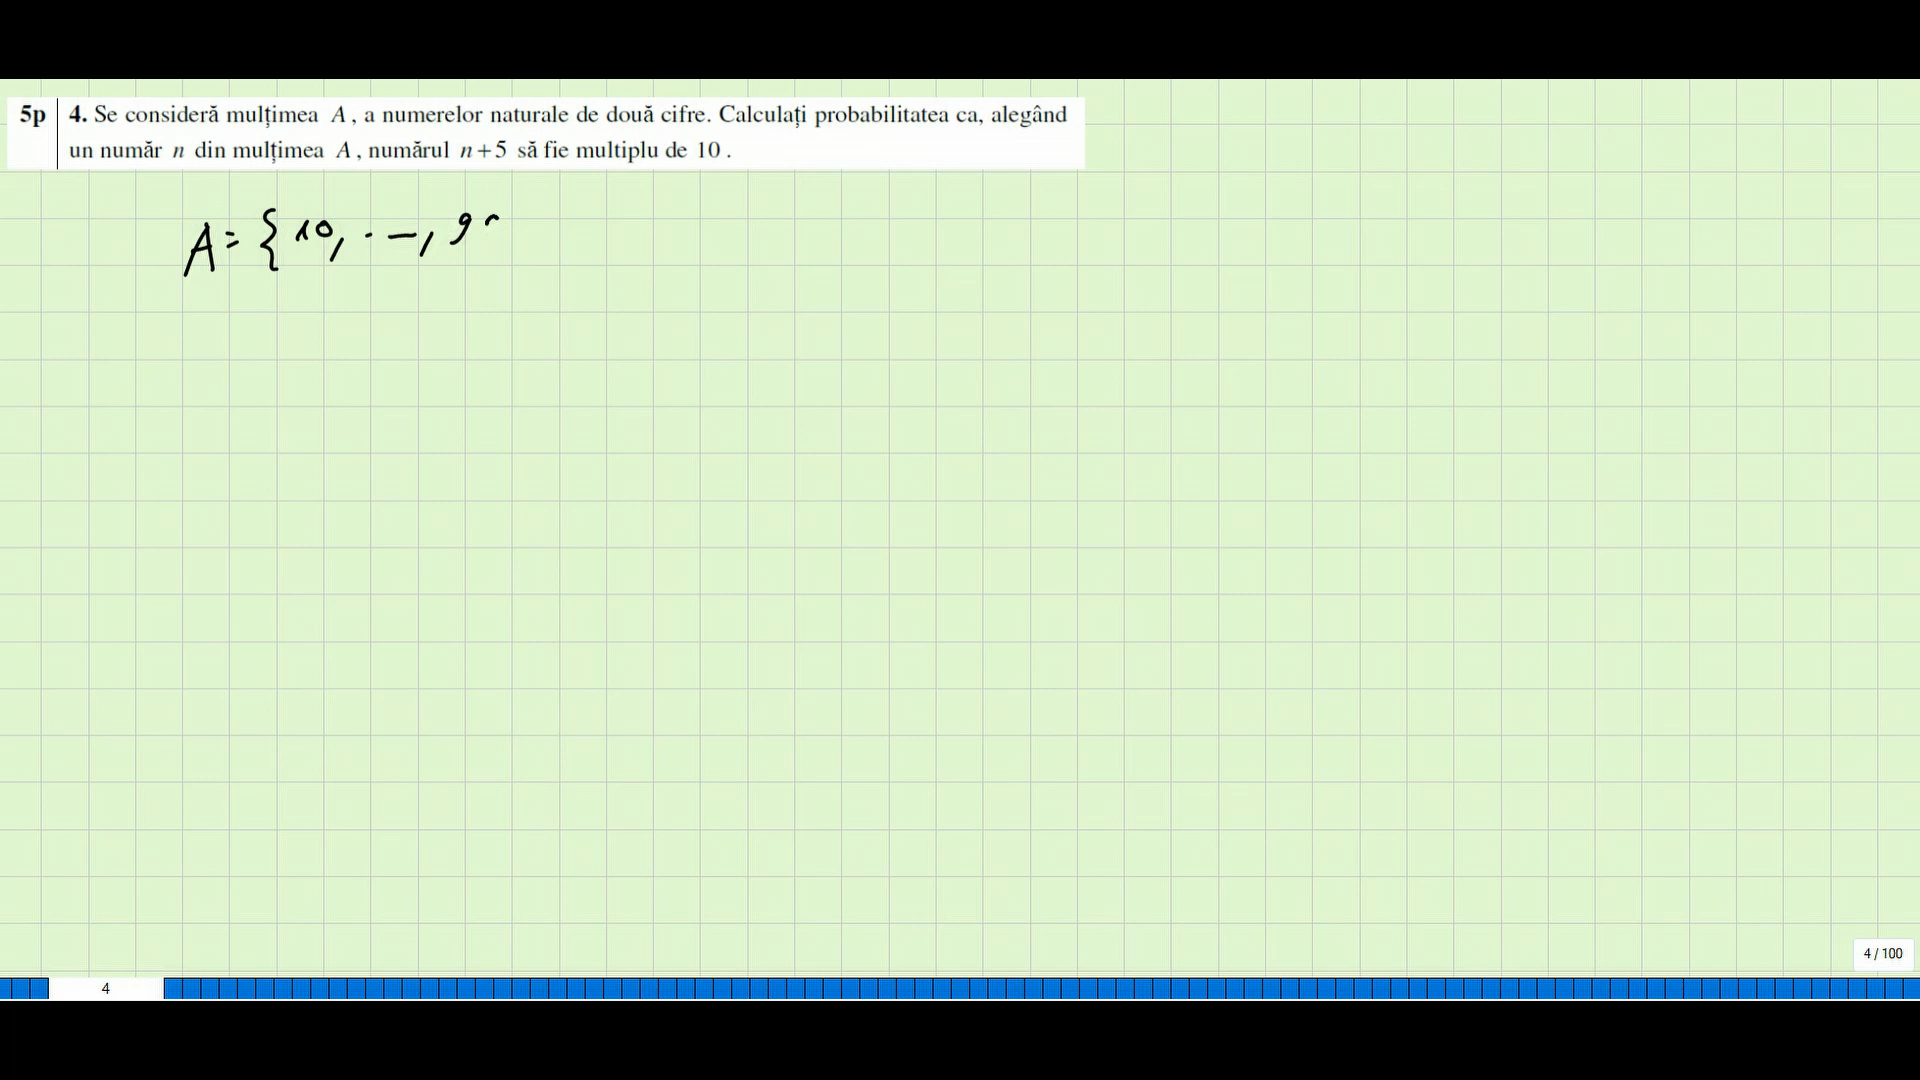 5p 4. Se consideră mulțimea A, a numerelor naturale de două cifre. Calculați probabilitatea ca, alegând
un număr n din mulțimea A, numărul n+5 să fie multiplu de 10.
A = { 10, . –, 9
4 / 100
4